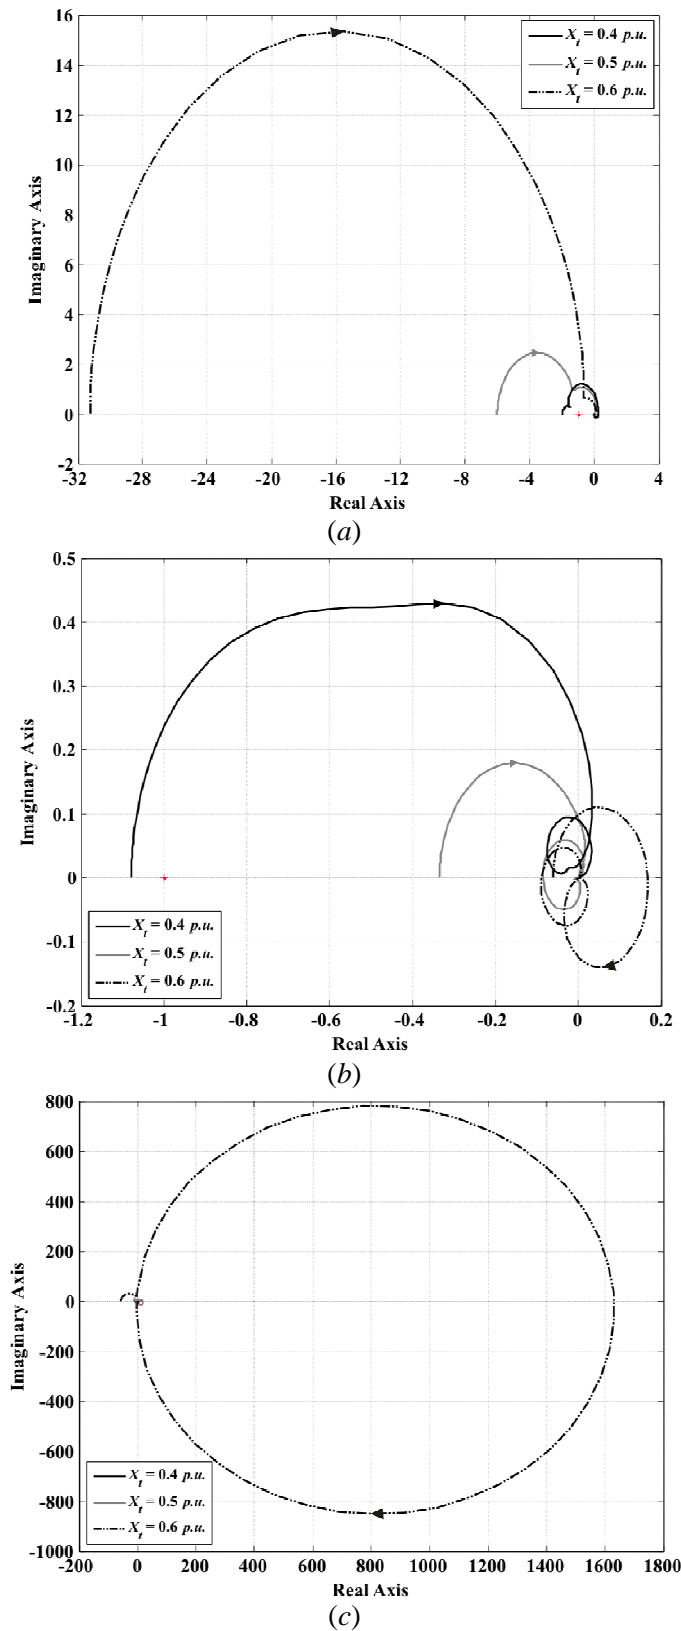 16
14
12
10
8
6
4
2
0
-2
Imaginary Axis
X_t = 0.4 p.u.
X_t = 0.5 p.u.
X_t = 0.6 p.u.
-32 -28 -24 -20 -16 -12 -8 -4 0 4
Real Axis
(a)
0.5
0.4
0.3
0.2
0.1
0
-0.1
-0.2
Imaginary Axis
X_t = 0.4 p.u.
X_t = 0.5 p.u.
X_t = 0.6 p.u.
-1.2 -1 -0.8 -0.6 -0.4 -0.2 0 0.2
Real Axis
(b)
800
600
400
200
0
-200
-400
-600
-800
-1000
Imaginary Axis
X_t = 0.4 p.u.
X_t = 0.5 p.u.
X_t = 0.6 p.u.
-200 0 200 400 600 800 1000 1200 1400 1600 1800
Real Axis
(c)